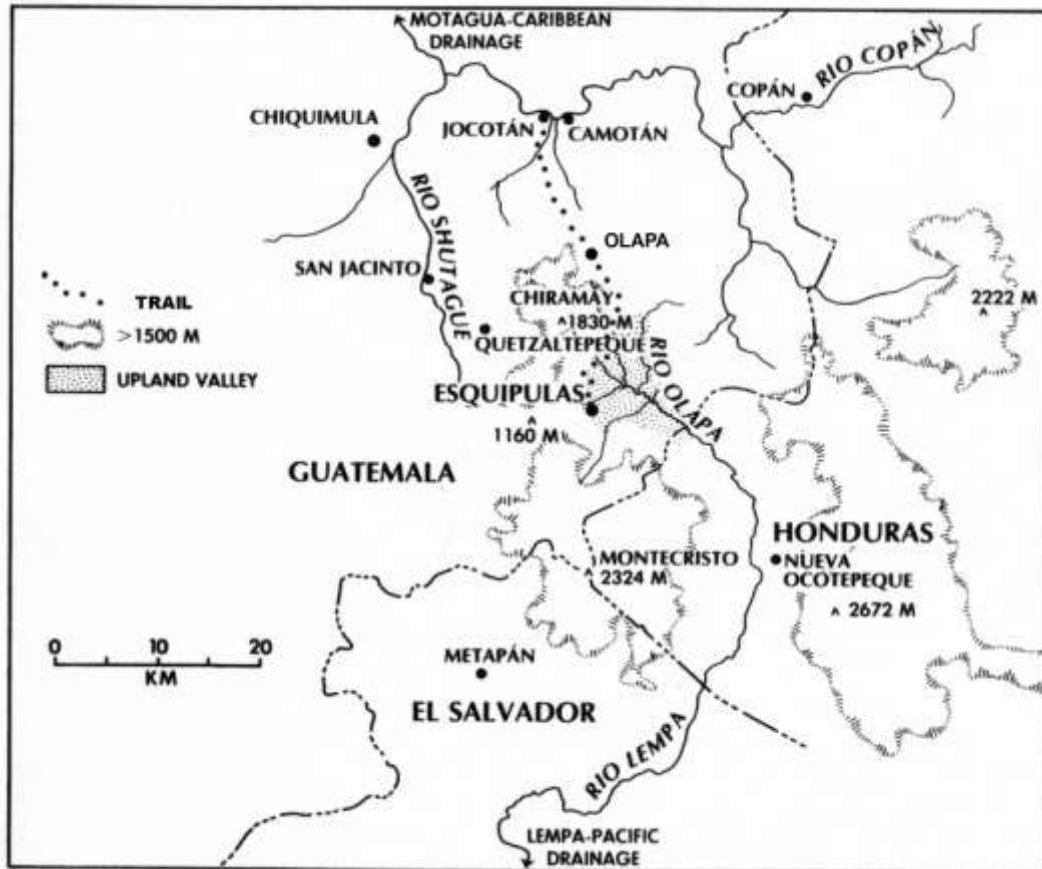 MOTAGUA-CARIBBEAN
DRAINAGE
RIO COPÁN
COPÁN
CHIQUIMULA
JOCOTÁN
CAMOTÁN
RIO SHUTAGUE
OLAPA
SAN JACINTO
CHIRAMAY
^1830 M
2222 M
^
TRAIL
>1500 M
UPLAND VALLEY
QUETZALTEPEQUE
RIO OLAPA
ESQUIPULAS
^
1160 M
GUATEMALA
HONDURAS
MONTECRISTO
^ 2324 M
NUEVA
OCOTEPEQUE
^ 2672 M
0 10 20
KM
METAPÁN
EL SALVADOR
RIO LEMPA
LEMPA-PACIFIC
DRAINAGE